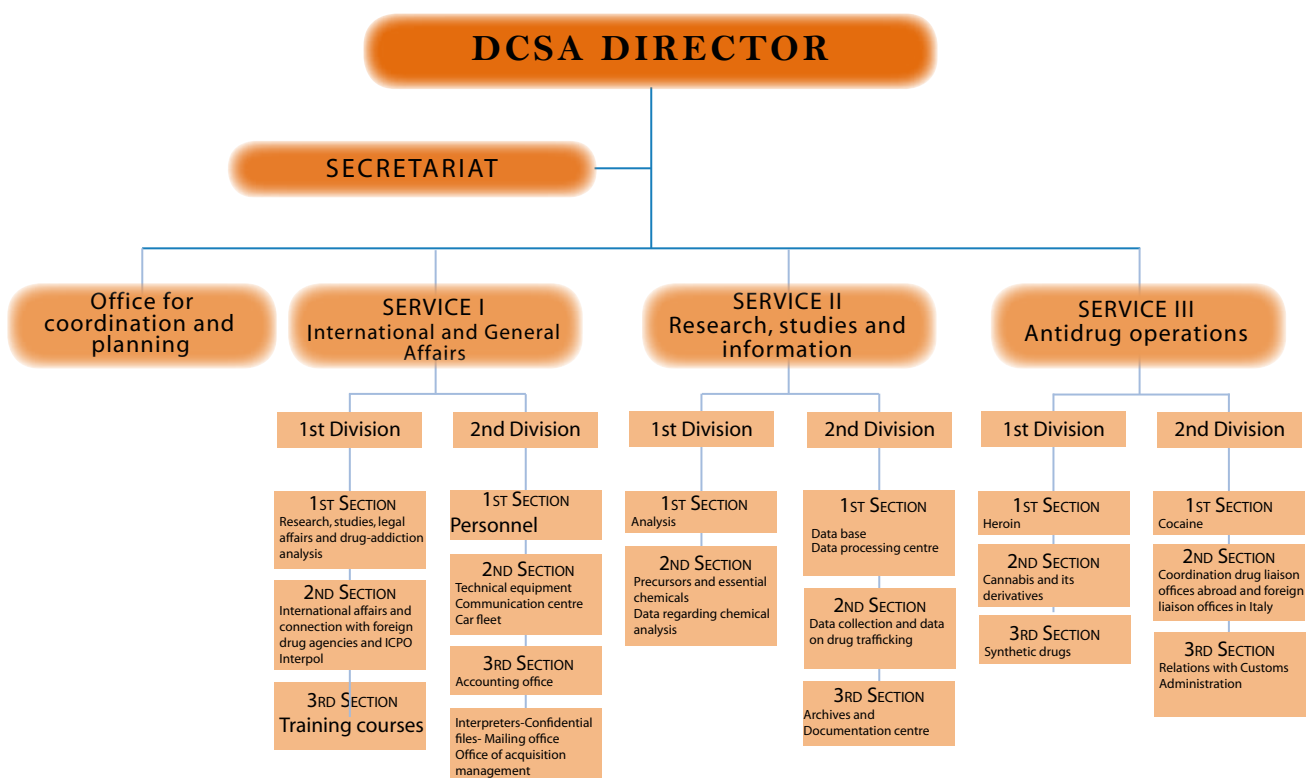 DCSA DIRECTOR
SECRETARIAT
Office for
coordination and
planning
SERVICE I
International and General
Affairs
SERVICE II
Research, studies and
information
SERVICE III
Antidrug operations
1st Division
1ST SECTION
Research, studies, legal
affairs and drug-addiction
analysis
2ND SECTION
International affairs and
connection with foreign
drug agencies and ICPO
Interpol
3RD SECTION
Training courses
2nd Division
1ST SECTION
Personnel
2ND SECTION
Technical equipment
Communication centre
Car fleet
3RD SECTION
Accounting office
Interpreters-Confidential
files- Mailing office
Office of acquisition
management
1st Division
1ST SECTION
Analysis
2ND SECTION
Precursors and essential
chemicals
Data regarding chemical
analysis
2nd Division
1ST SECTION
Data base
Data processing centre
2ND SECTION
Data collection and data
on drug trafficking
3RD SECTION
Archives and
Documentation centre
1st Division
1ST SECTION
Heroin
2ND SECTION
Cannabis and its
derivatives
3RD SECTION
Synthetic drugs
2nd Division
1ST SECTION
Cocaine
2ND SECTION
Coordination drug liaison
offices abroad and foreign
liaison offices in Italy
3RD SECTION
Relations with Customs
Administration